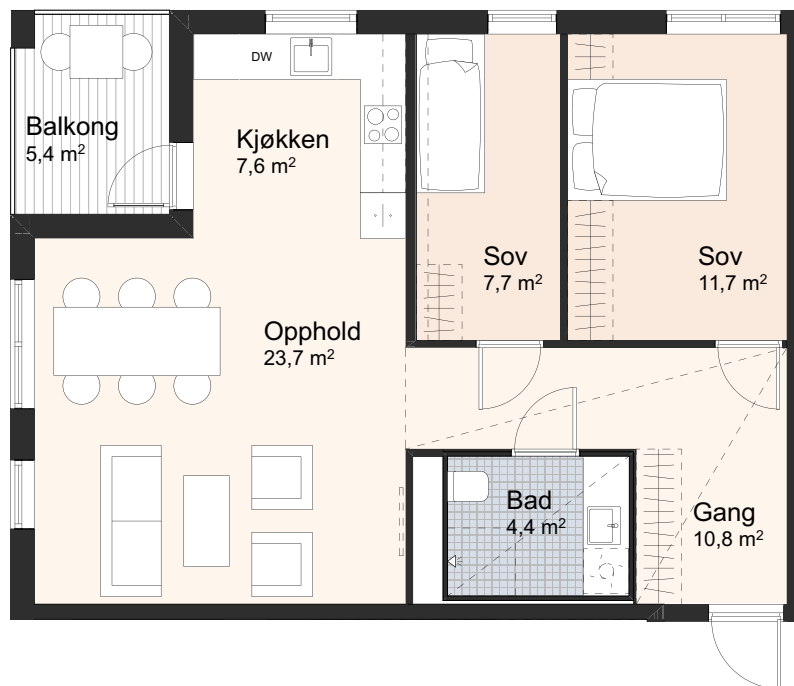 DW
Balkong
5,4 m²
Kjøkken
7,6 m²
Sov
7,7 m²
Sov
11,7 m²
Opphold
23,7 m²
Bad
4,4 m²
Gang
10,8 m²